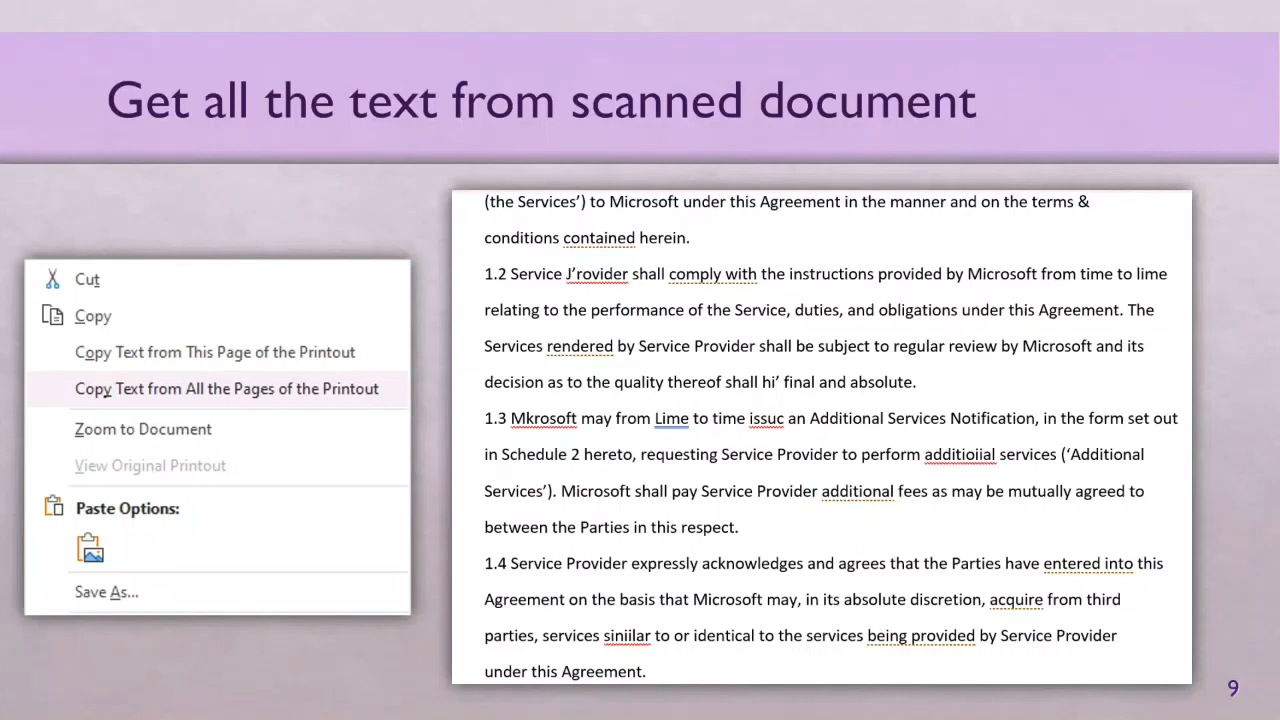 Get all the text from scanned document
Cut
Copy
Copy Text from This Page of the Printout
Copy Text from All the Pages of the Printout
Zoom to Document
View Original Printout
Paste Options:
Save As...
(the Services’) to Microsoft under this Agreement in the manner and on the terms &
conditions contained herein.
1.2 Service J’rovider shall comply with the instructions provided by Microsoft from time to lime
relating to the performance of the Service, duties, and obligations under this Agreement. The
Services rendered by Service Provider shall be subject to regular review by Microsoft and its
decision as to the quality thereof shall hi’ final and absolute.
1.3 Mkrosoft may from Lime to time issuc an Additional Services Notification, in the form set out
in Schedule 2 hereto, requesting Service Provider to perform additioiial services (‘Additional
Services’). Microsoft shall pay Service Provider additional fees as may be mutually agreed to
between the Parties in this respect.
1.4 Service Provider expressly acknowledges and agrees that the Parties have entered into this
Agreement on the basis that Microsoft may, in its absolute discretion, acquire from third
parties, services siniilar to or identical to the services being provided by Service Provider
under this Agreement.
9